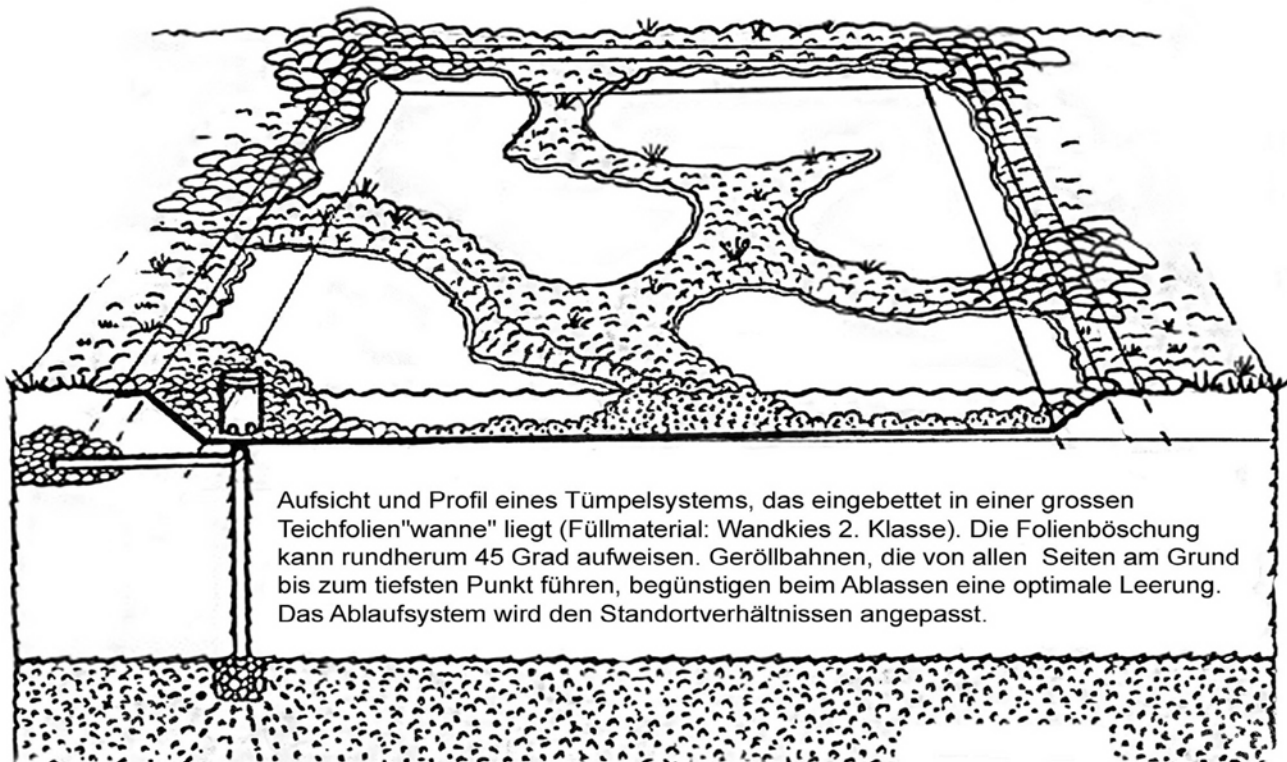 Aufsicht und Profil eines Tümpelsystems, das eingebettet in einer grossen
Teichfolien"wanne" liegt (Füllmaterial: Wandkies 2. Klasse). Die Folienböschung
kann rundherum 45 Grad aufweisen. Geröllbahnen, die von allen Seiten am Grund
bis zum tiefsten Punkt führen, begünstigen beim Ablassen eine optimale Leerung.
Das Ablaufsystem wird den Standortverhältnissen angepasst.